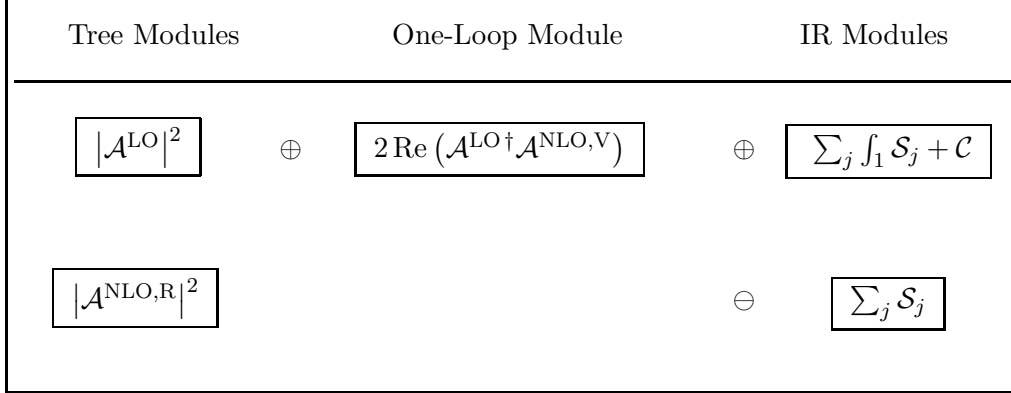 Tree Modules One-Loop Module IR Modules
|𝒜^LO|² ⊕ 2 Re (𝒜^LO † 𝒜^NLO,V) ⊕ ∑_j ∫_1 𝒮_j + 𝒞
|𝒜^NLO,R|² ⊖ ∑_j 𝒮_j